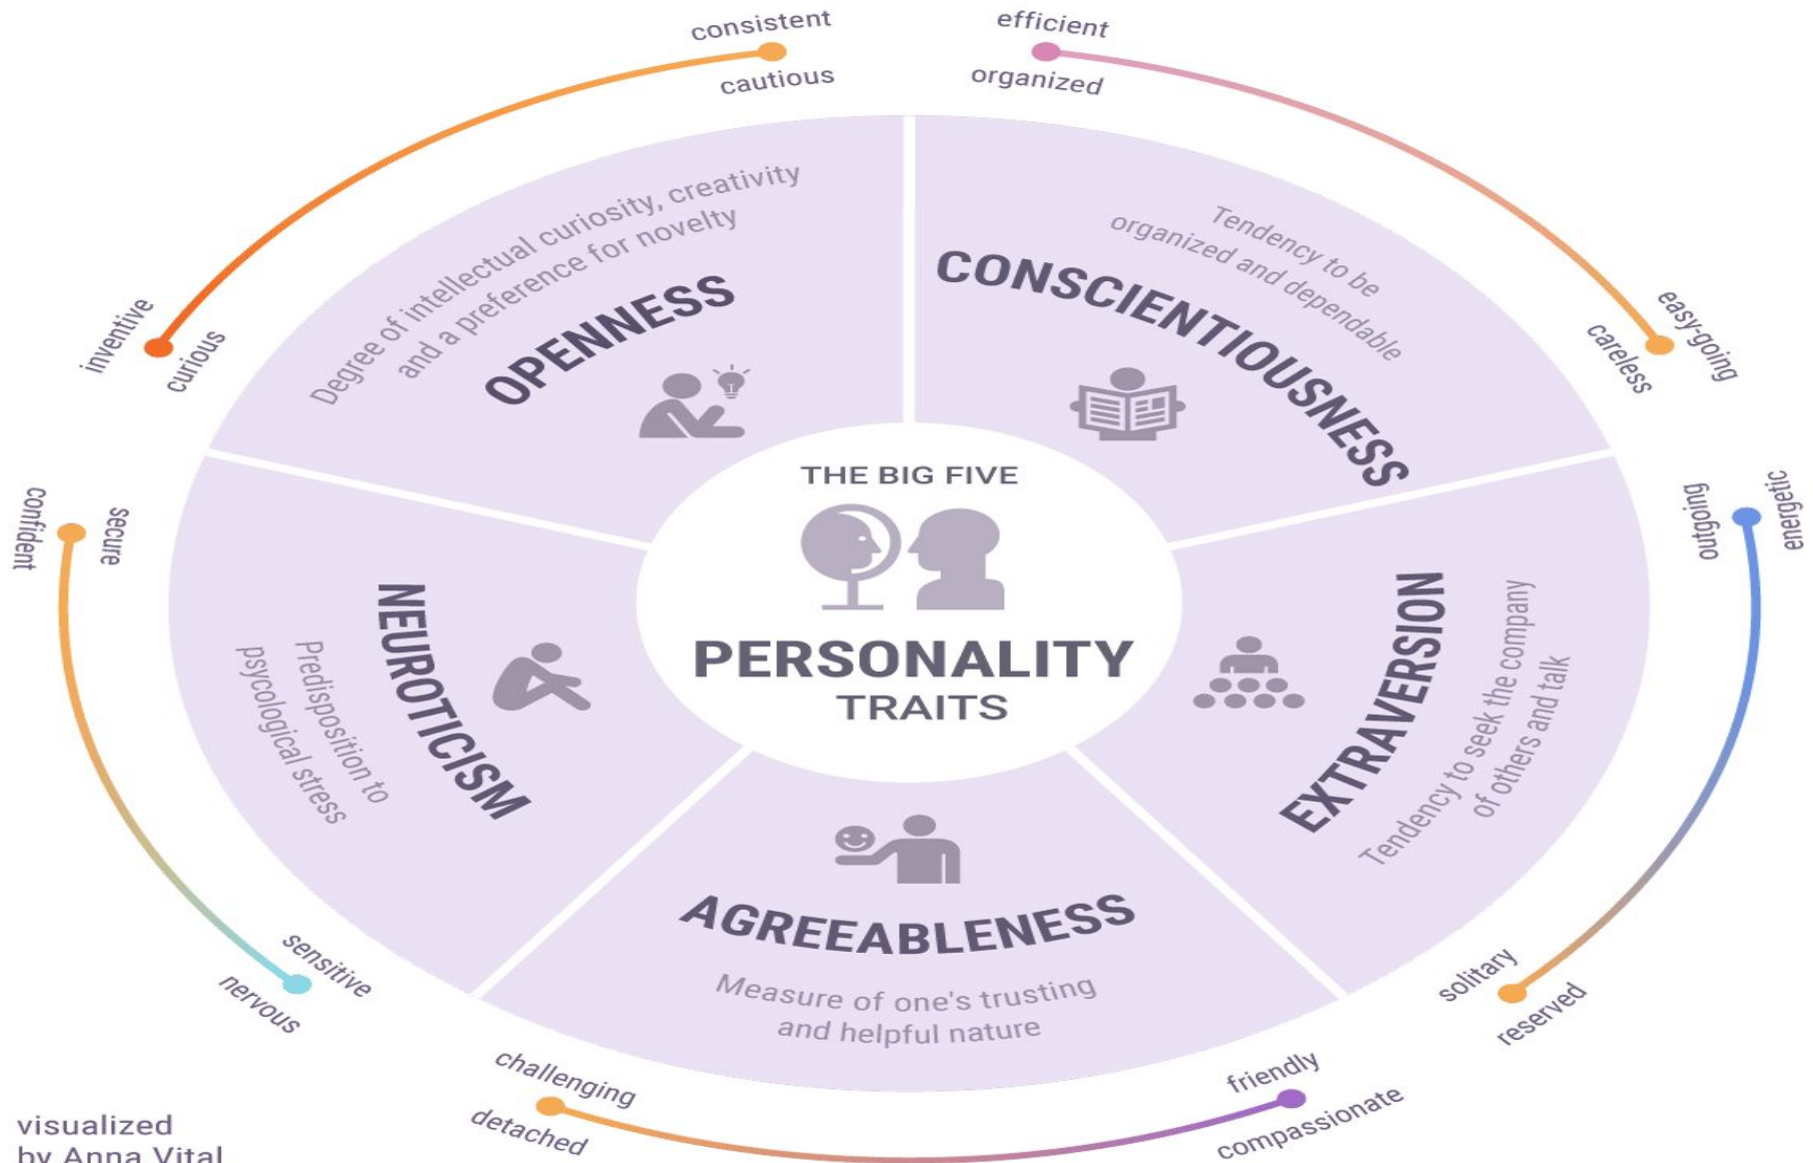 THE BIG FIVE
PERSONALITY
TRAITS
consistent
cautious
inventive
curious
Degree of intellectual curiosity, creativity
and a preference for novelty
OPENNESS
efficient
organized
easy-going
careless
Tendency to be
organized and dependable
CONSCIENTIOUSNESS
energetic
outgoing
solitary
reserved
EXTRAVERSION
Tendency to seek the company
of others and talk
AGREEABLENESS
Measure of one's trusting
and helpful nature
challenging
detached
friendly
compassionate
NEUROTICISM
Predisposition to
psycological stress
confident
secure
sensitive
nervous
visualized
by Anna Vital